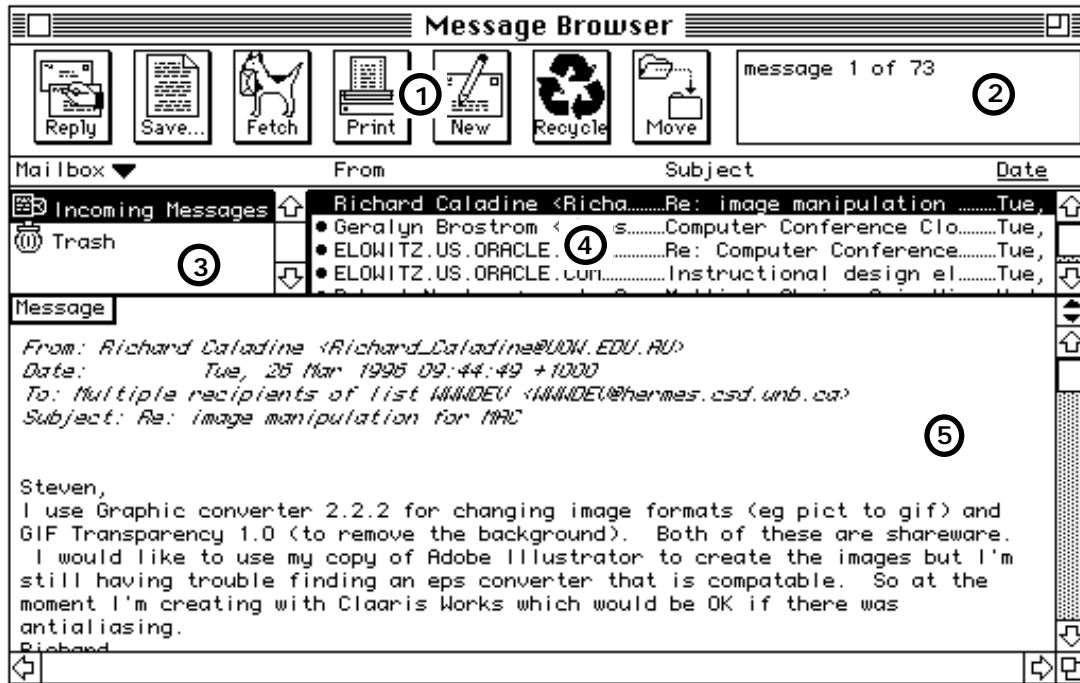 Message Browser
Reply Save... Fetch Print New Recycle Move
1
message 1 of 73
2
Mailbox From Subject Date
Incoming Messages
Trash
3
Richard Caladine <Richa.......Re: image manipulation .......Tue,
Geralyn Brostrom < s.......Computer Conference Clo.......Tue,
4
ELOWITZ.US.ORACLE. ...........Re: Computer Conference.......Tue,
ELOWITZ.US.ORACLE.COM...........Instructional design el.......Tue,
Message
From: Richard Caladine <Richard_Caladine@UOW.EDU.AU>
Date: Tue, 26 Mar 1996 09:44:49 +1000
To: Multiple recipients of list WWWDEV <WWWDEV@hermes.csd.unb.ca>
Subject: Re: image manipulation for MAC
5
Steven,
I use Graphic converter 2.2.2 for changing image formats (eg pict to gif) and
GIF Transparency 1.0 (to remove the background). Both of these are shareware.
I would like to use my copy of Adobe Illustrator to create the images but I'm
still having trouble finding an eps converter that is compatable. So at the
moment I'm creating with Claaris Works which would be OK if there was
antialiasing.
Richard